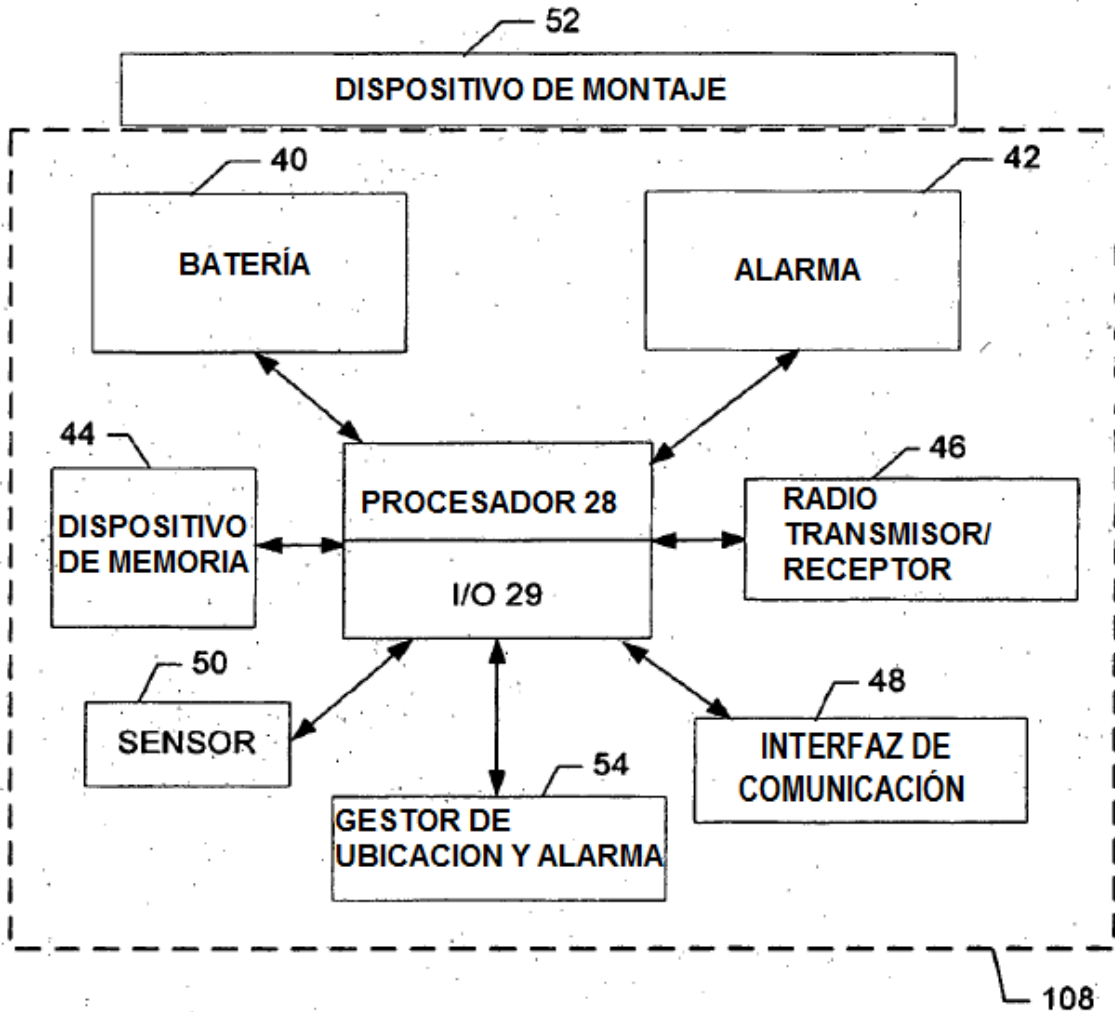 52
DISPOSITIVO DE MONTAJE
40
42
BATERÍA
ALARMA
44
46
PROCESADOR 28
RADIO
TRANSMISOR/
RECEPTOR
DISPOSITIVO
DE MEMORIA
I/O 29
50
48
SENSOR
INTERFAZ DE
COMUNICACIÓN
54
GESTOR DE
UBICACION Y ALARMA
108